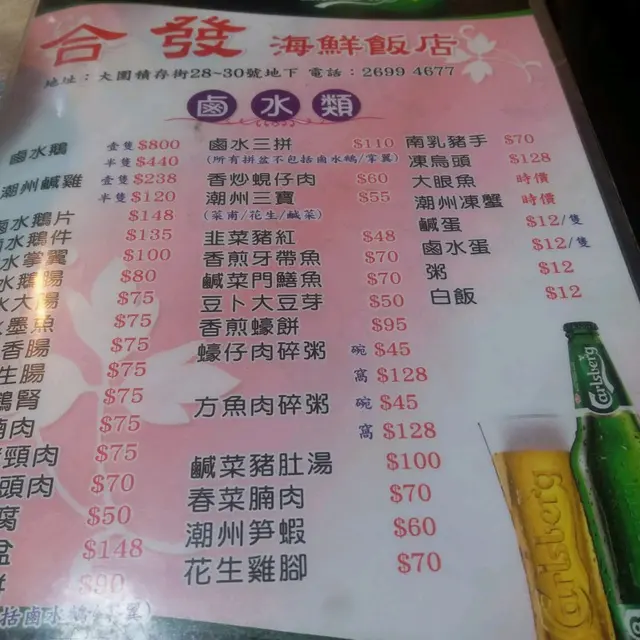 合發 海鮮飯店
地址：大圍積存街28~30號地下 電話：2699 4677
鹵水類
鹵水鵝 壹隻 $800
半隻 $440
潮州鹹雞 壹隻 $238
半隻 $120
鹵水鵝片 $148
水鵝件 $135
水掌翼 $100
水鵝腸 $80
水大腸 $75
墨魚 $75
香腸 $75
生腸 $75
鵝腎 $75
腩肉 $75
頸肉 $75
頭肉 $70
腐 $50
盆 $148
拼 $90
括鹵水鵝/掌翼)
鹵水三拼 $110
(所有拼盆不包括鹵水鵝/掌翼)
香炒蜆仔肉 $60
潮州三寶 $55
(菜甫/花生/鹹菜)
韭菜豬紅 $48
香煎牙帶魚 $70
鹹菜門鱔魚 $70
豆卜大豆芽 $50
香煎蠔餅 $95
蠔仔肉碎粥 碗 $45
窩 $128
方魚肉碎粥 碗 $45
窩 $128
鹹菜豬肚湯 $100
春菜腩肉 $70
潮州笋蝦 $60
花生雞腳 $70
南乳豬手 $70
凍烏頭 $128
大眼魚 時價
潮州凍蟹 時價
鹹蛋 $12/隻
鹵水蛋 $12/隻
粥 $12
白飯 $12
Carlsberg
Carlsberg